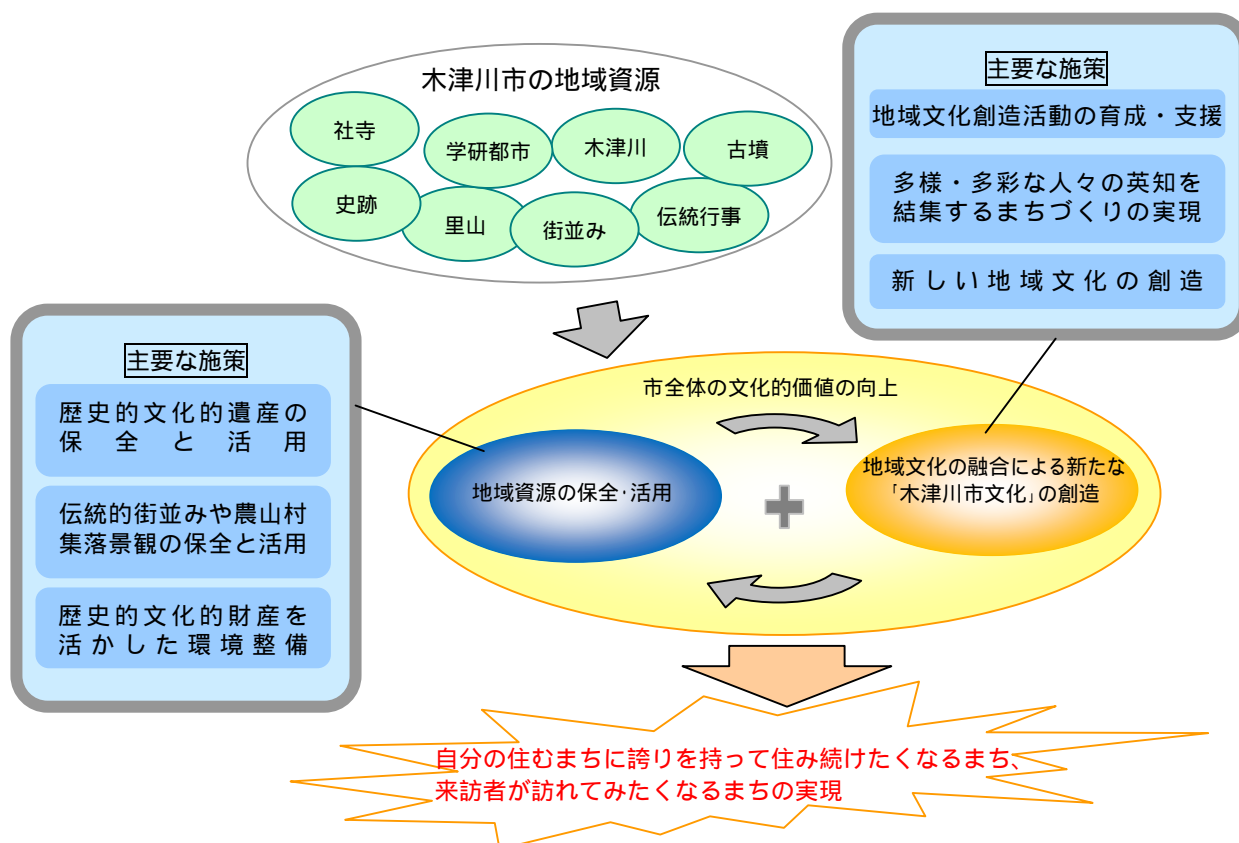 木津川市の地域資源
社寺
学研都市
木津川
古墳
史跡
里山
街並み
伝統行事
主要な施策
地域文化創造活動の育成・支援
多様・多彩な人々の英知を
結集するまちづくりの実現
新しい地域文化の創造
主要な施策
歴史的文化的遺産の
保全と活用
伝統的街並みや農山村
集落景観の保全と活用
歴史的文化的財産を
活かした環境整備
市全体の文化的価値の向上
地域資源の保全・活用
地域文化の融合による新たな
「木津川市文化」の創造
自分の住むまちに誇りを持って住み続けたくなるまち、
来訪者が訪れてみたくなるまちの実現